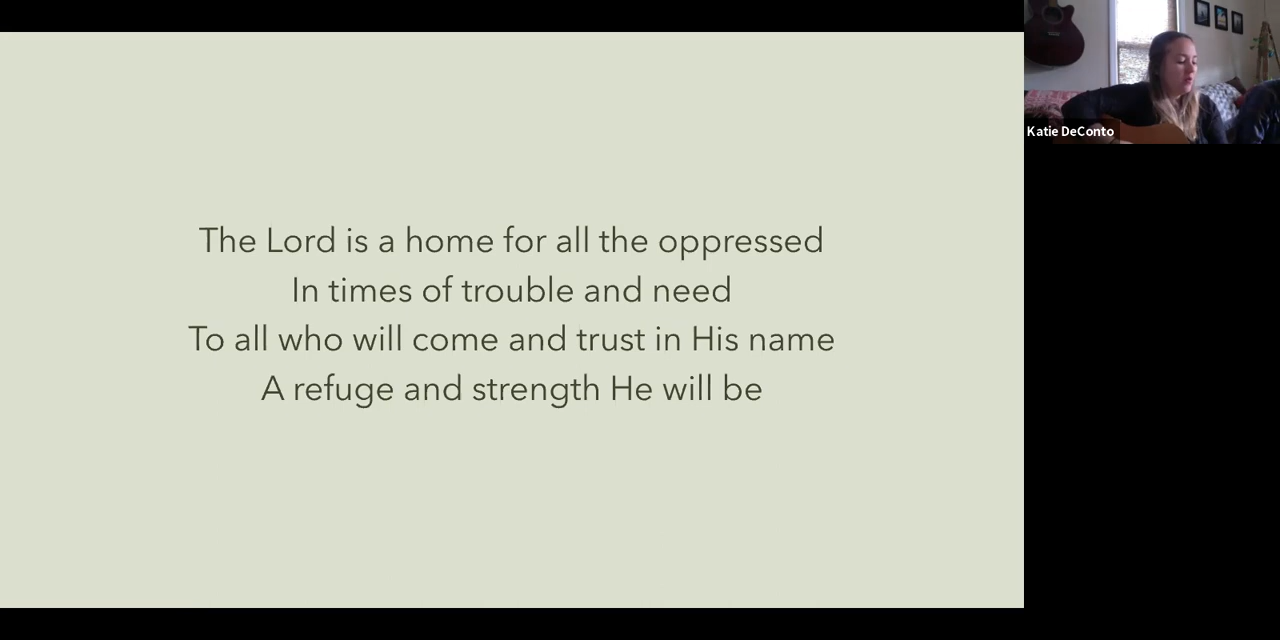 The Lord is a home for all the oppressed
In times of trouble and need
To all who will come and trust in His name
A refuge and strength He will be
Katie DeConto